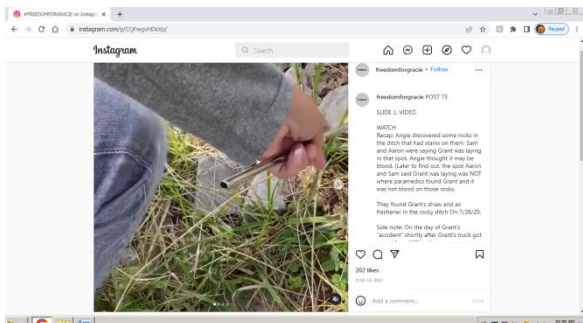 #FREEDOMFORGRACIE on Instagr
instagram.com/p/CQFwpvHDsXp/
Paused
Instagram
Search
freedomforgracie • Follow
freedomforgracie POST 73
SLIDE 1: VIDEO:
WATCH
Recap: Angie discovered some rocks in
the ditch that had stains on them. Sam
and Aaron were saying Grant was laying
in that spot. Angie thought it may be
blood. (Later to find out, the spot Aaron
and Sam said Grant was laying was NOT
where paramedics found Grant and it
was not blood on those rocks.
They found Grant's straw and air
freshener in the rocky ditch On 7/28/20.
Side note: On the day of Grant's
"accident" shortly after Grant's truck got
202 likes
Add a comment...
Post